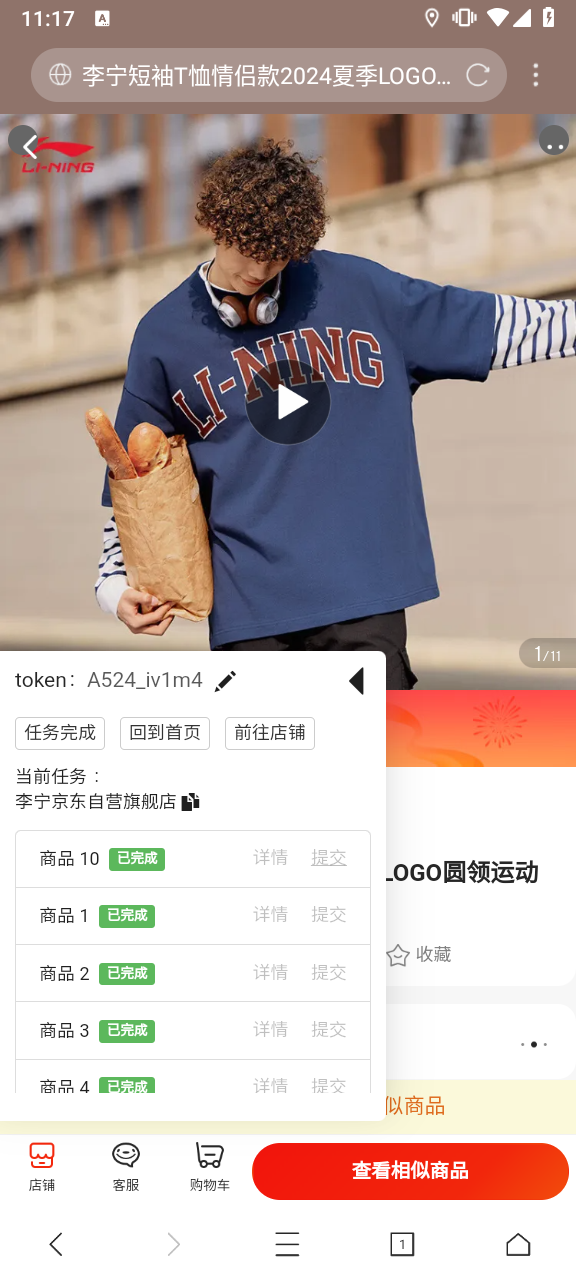 11:17
A
李宁短袖T恤情侣款2024夏季LOGO...
LI-NING
LI-NING
1/11
token： A524_iv1m4
任务完成 回到首页 前往店铺
当前任务：
李宁京东自营旗舰店
商品 10 已完成 详情 提交
商品 1 已完成 详情 提交
商品 2 已完成 详情 提交
商品 3 已完成 详情 提交
商品 4 已完成 详情 提交
LOGO圆领运动
收藏
似商品
店铺 客服 购物车 查看相似商品
1